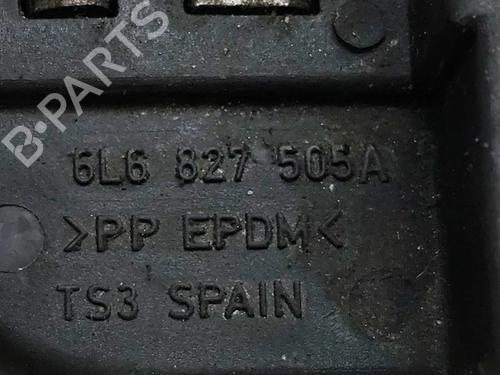 B-PARTS
6L6 827 505A
>PP EPDM<
TS3 SPAIN